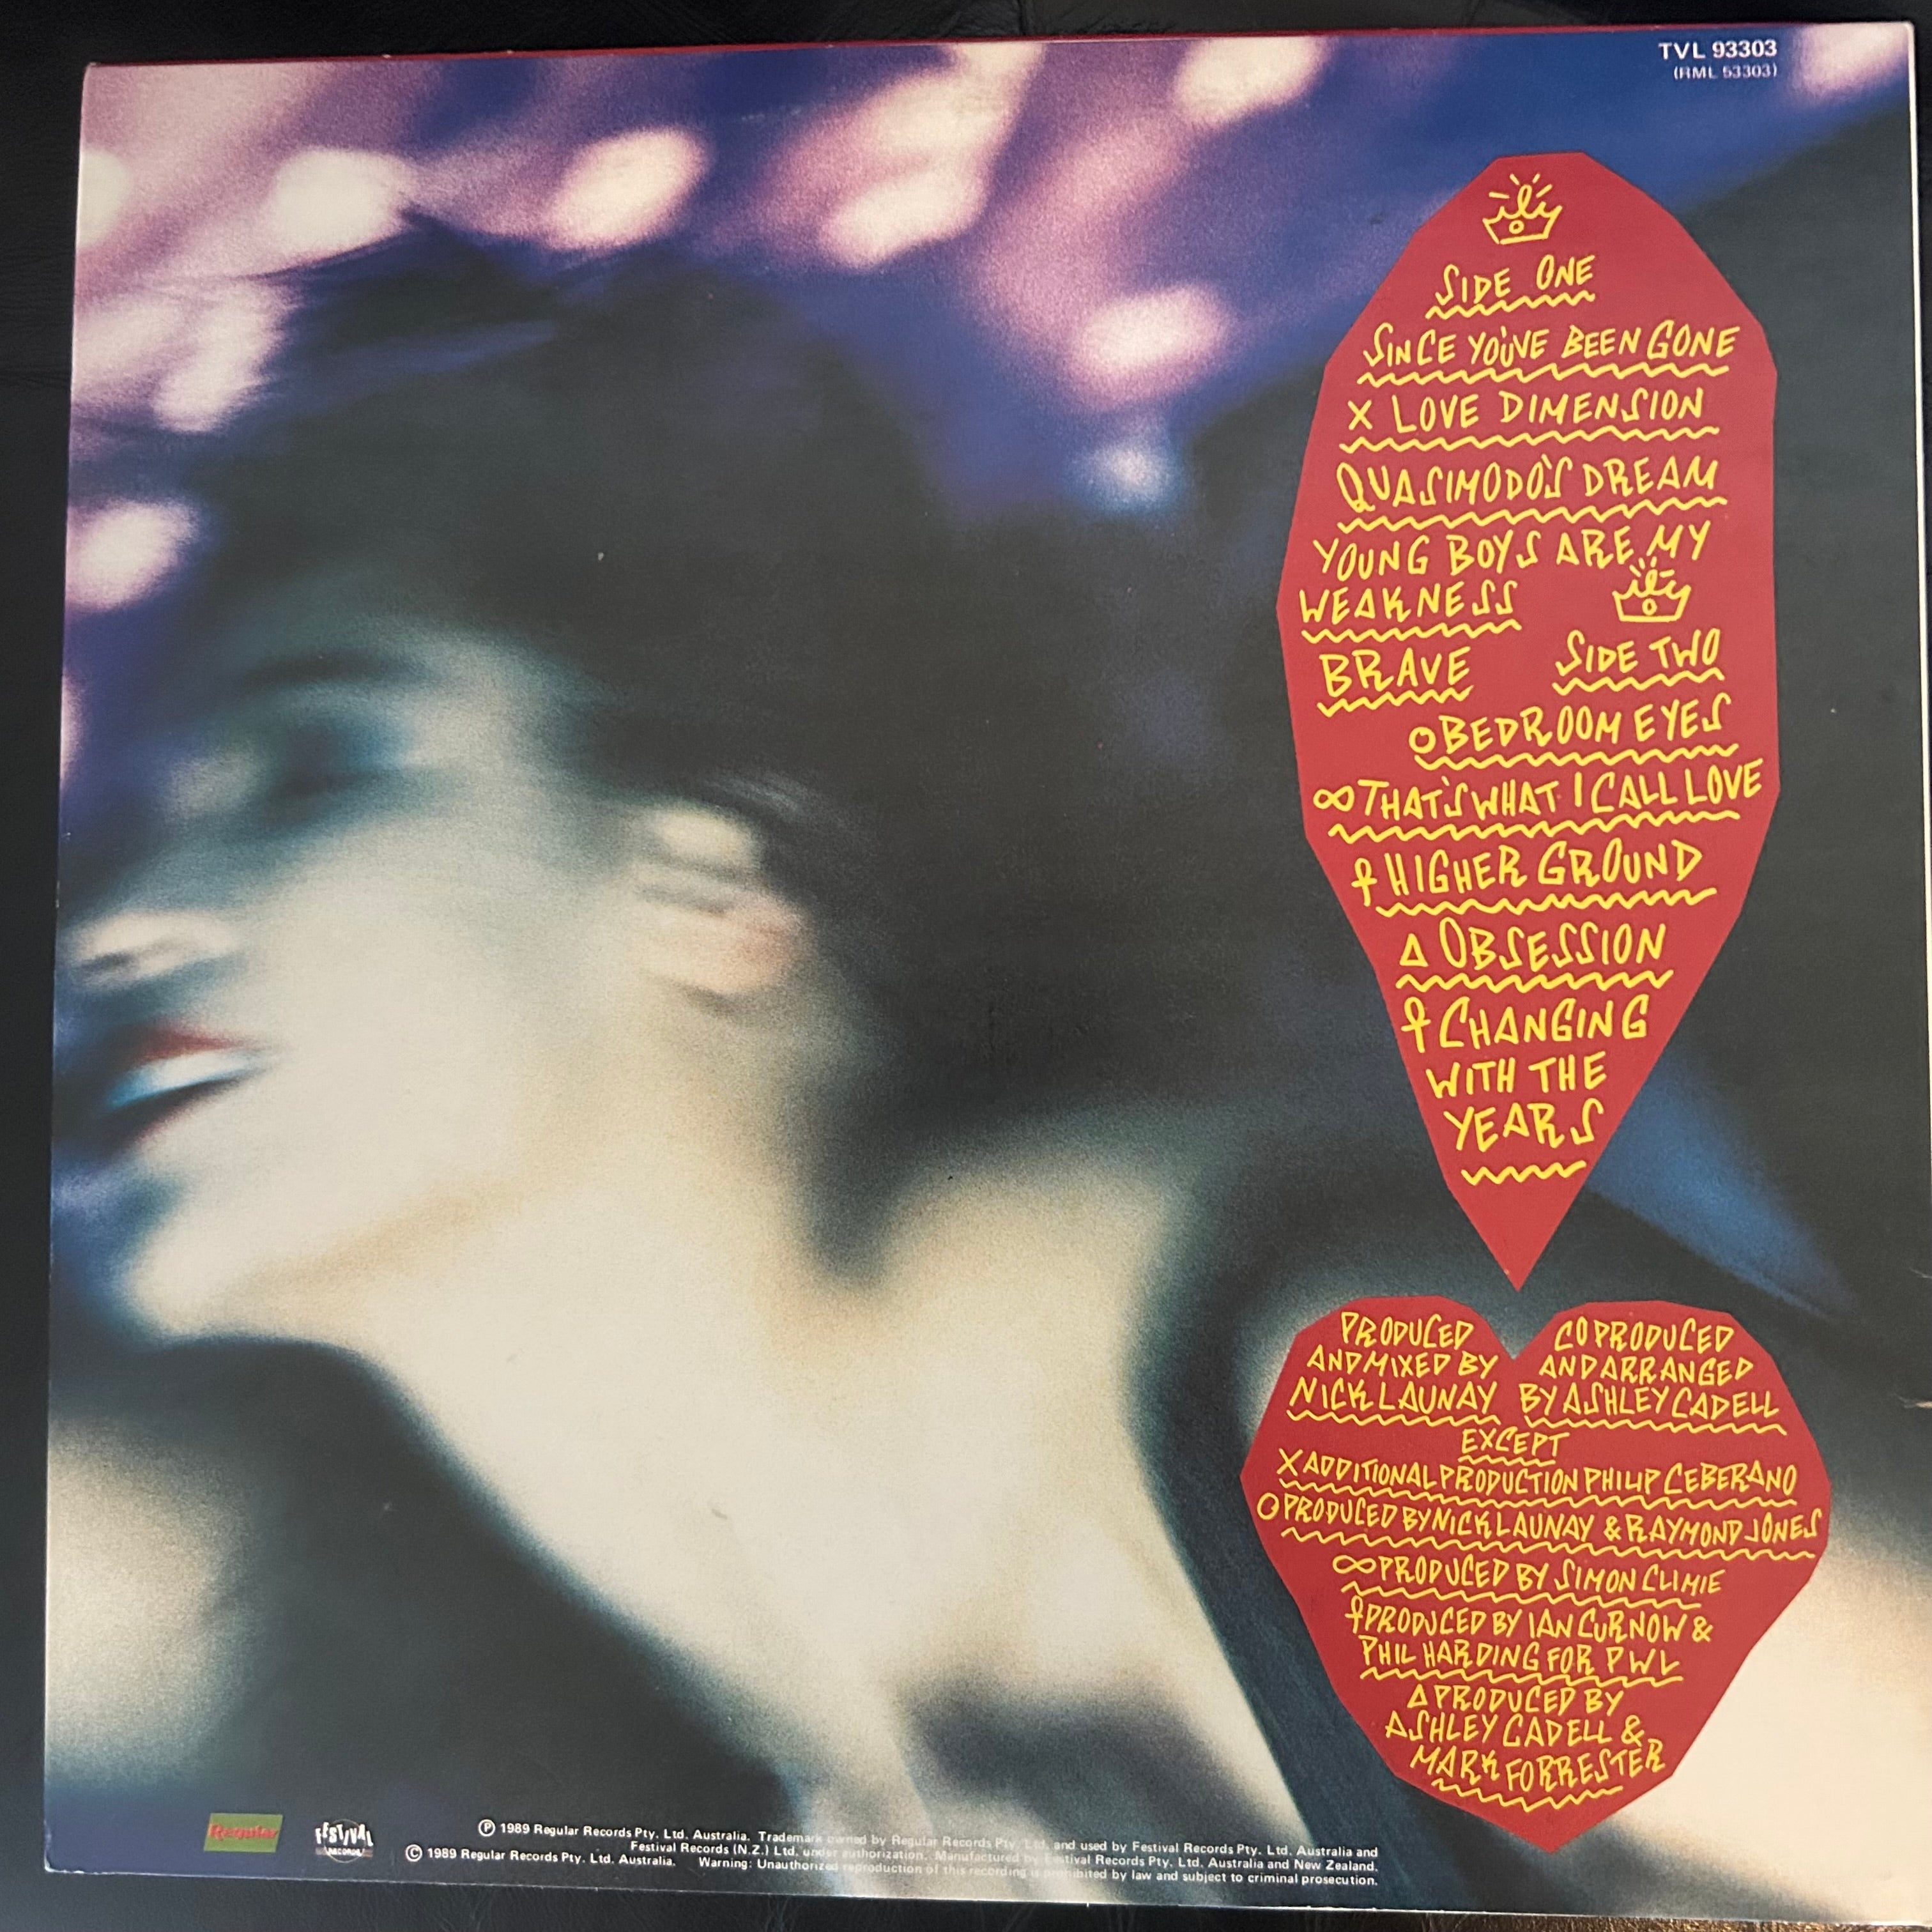 TVL 93303
(RML 53303)
SIDE ONE
SINCE YOU'VE BEEN GONE
X LOVE DIMENSION
QUASIMODO'S DREAM
YOUNG BOYS ARE MY
WEAKNESS
BRAVE
SIDE TWO
O BEDROOM EYES
∞ THAT'S WHAT I CALL LOVE
☥ HIGHER GROUND
△ OBSESSION
☥ CHANGING
WITH THE
YEARS
PRODUCED
AND MIXED BY
NICK LAUNAY
COPRODUCED
AND ARRANGED
BY ASHLEY CADELL
EXCEPT
X ADDITIONAL PRODUCTION PHILIP CEBERANO
O PRODUCED BY NICK LAUNAY & RAYMOND JONES
∞ PRODUCED BY SIMON CLIMIE
☥ PRODUCED BY IAN CURNOW &
PHIL HARDING FOR PWL
△ PRODUCED BY
ASHLEY CADELL &
MARK FORRESTER
Regular
FESTIVAL
RECORDS
Ⓟ 1989 Regular Records Pty. Ltd. Australia. Trademark owned by Regular Records Pty. Ltd. and used by Festival Records Pty. Ltd. Australia and
Festival Records (N.Z.) Ltd. under authorization. Manufactured by Festival Records Pty. Ltd. Australia and New Zealand.
© 1989 Regular Records Pty. Ltd. Australia. Warning: Unauthorized reproduction of this recording is prohibited by law and subject to criminal prosecution.